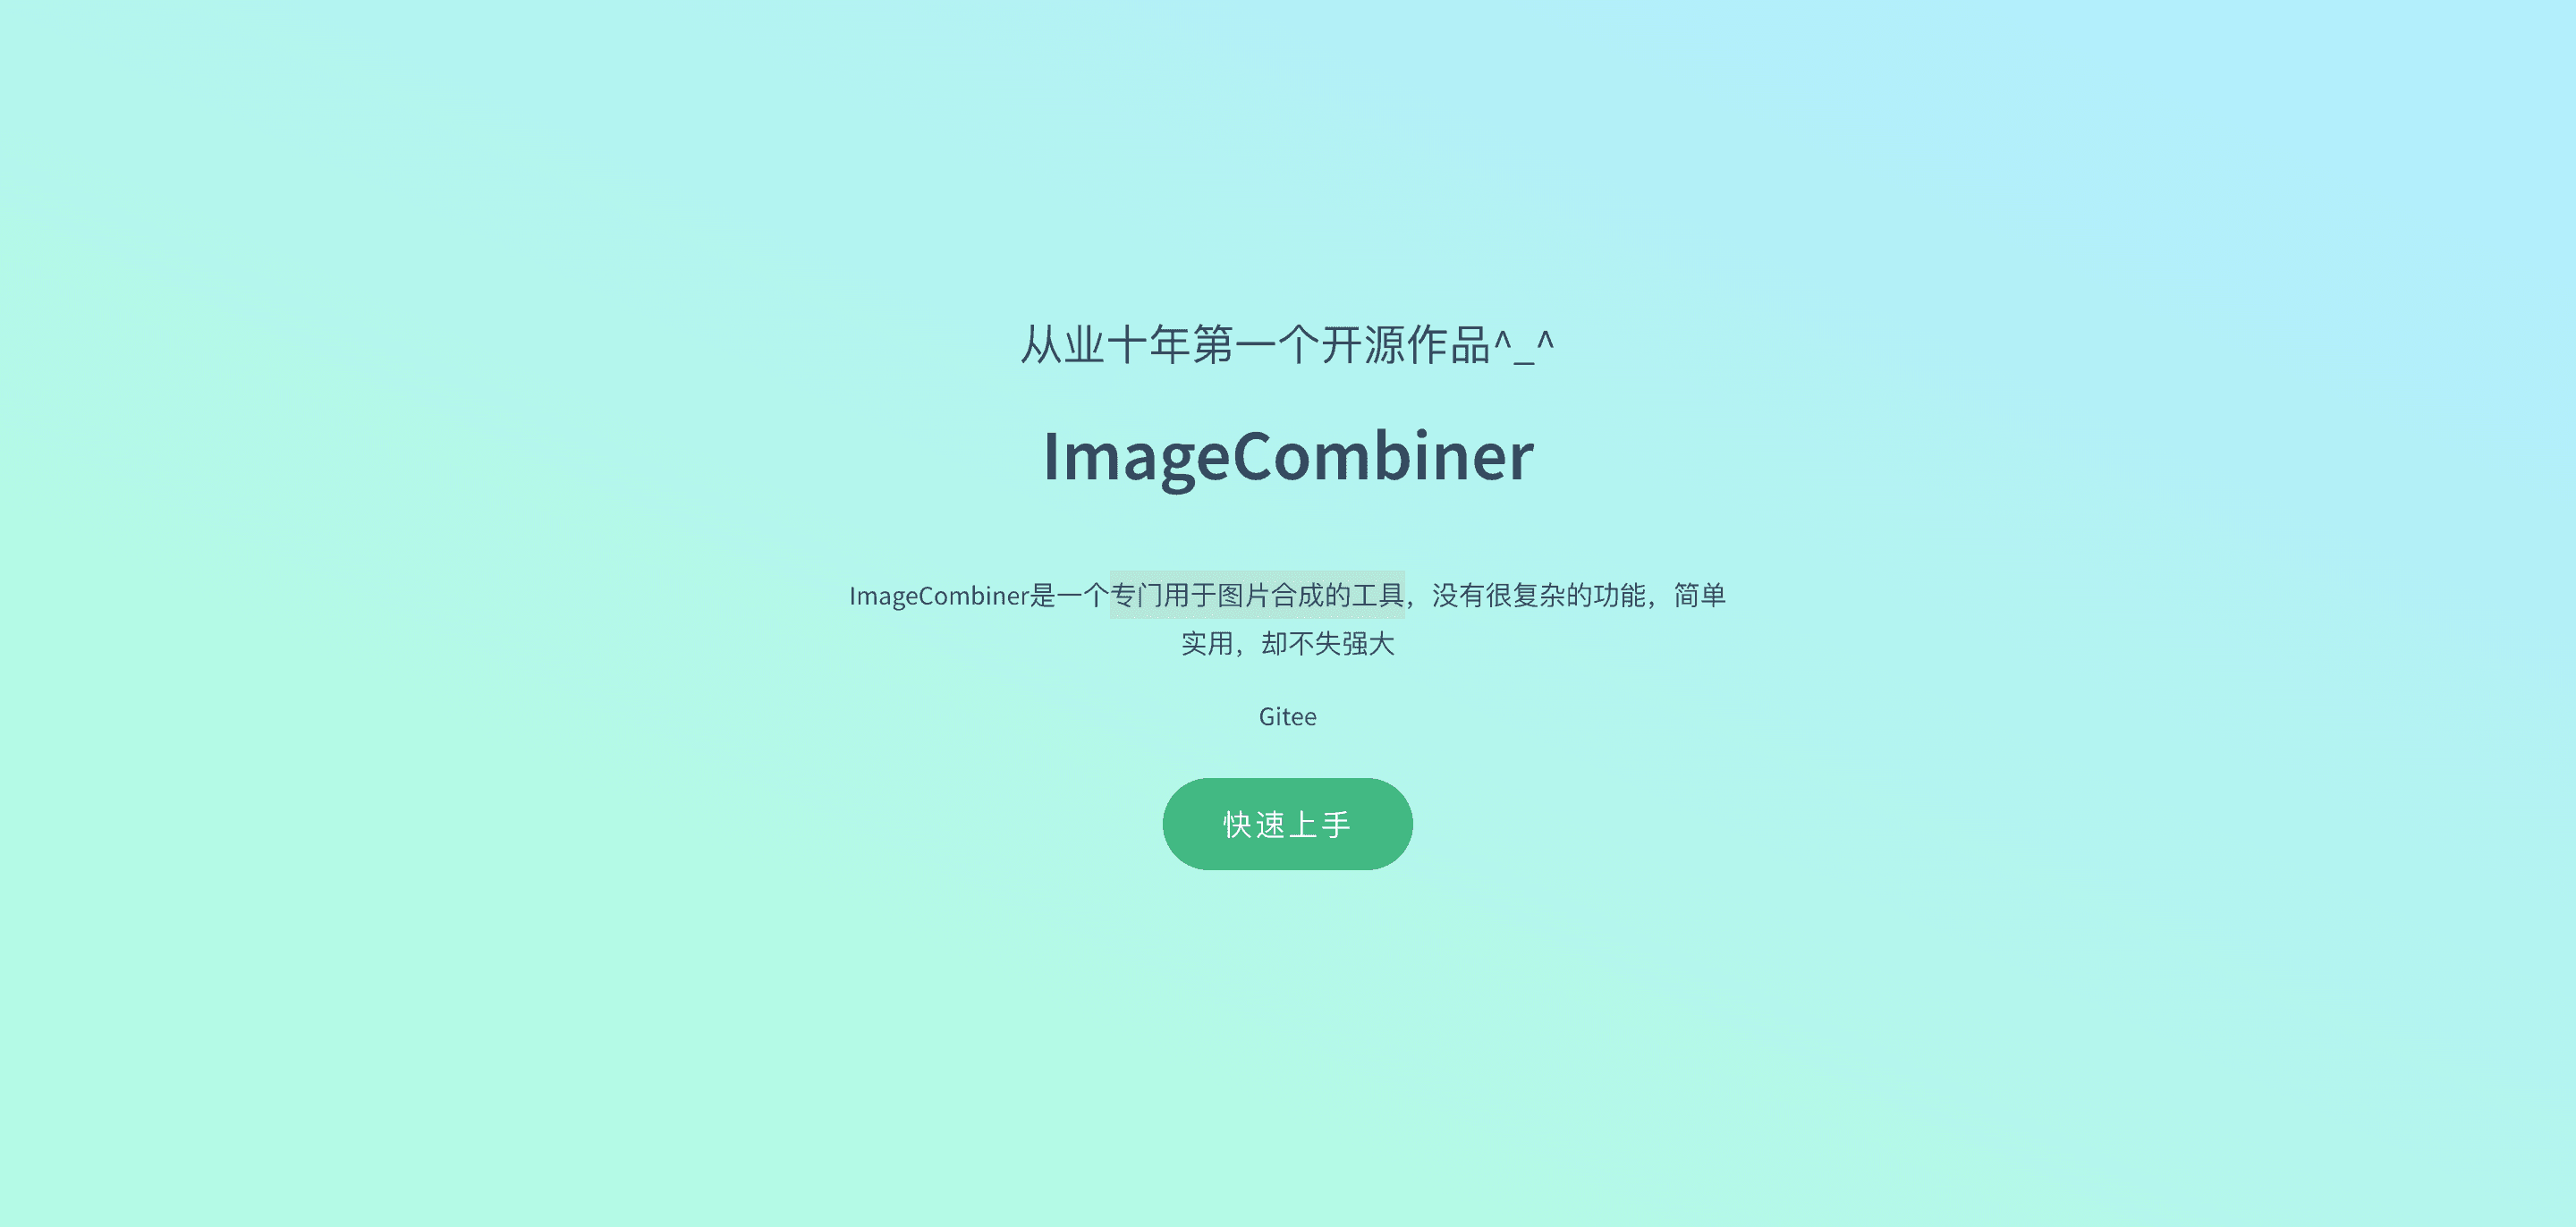 从业十年第一个开源作品^_^
ImageCombiner
ImageCombiner是一个专门用于图片合成的工具，没有很复杂的功能，简单
实用，却不失强大
Gitee
快速上手